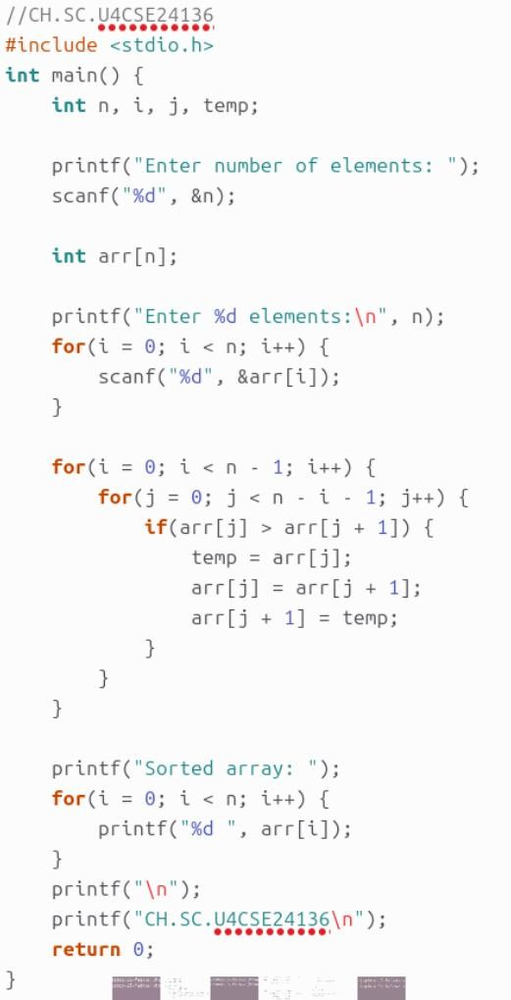 //CH.SC.U4CSE24136
#include <stdio.h>
int main() {
    int n, i, j, temp;

    printf("Enter number of elements: ");
    scanf("%d", &n);

    int arr[n];

    printf("Enter %d elements:\n", n);
    for(i = 0; i < n; i++) {
        scanf("%d", &arr[i]);
    }

    for(i = 0; i < n - 1; i++) {
        for(j = 0; j < n - i - 1; j++) {
            if(arr[j] > arr[j + 1]) {
                temp = arr[j];
                arr[j] = arr[j + 1];
                arr[j + 1] = temp;
            }
        }
    }

    printf("Sorted array: ");
    for(i = 0; i < n; i++) {
        printf("%d ", arr[i]);
    }
    printf("\n");
    printf("CH.SC.U4CSE24136\n");
    return 0;
}